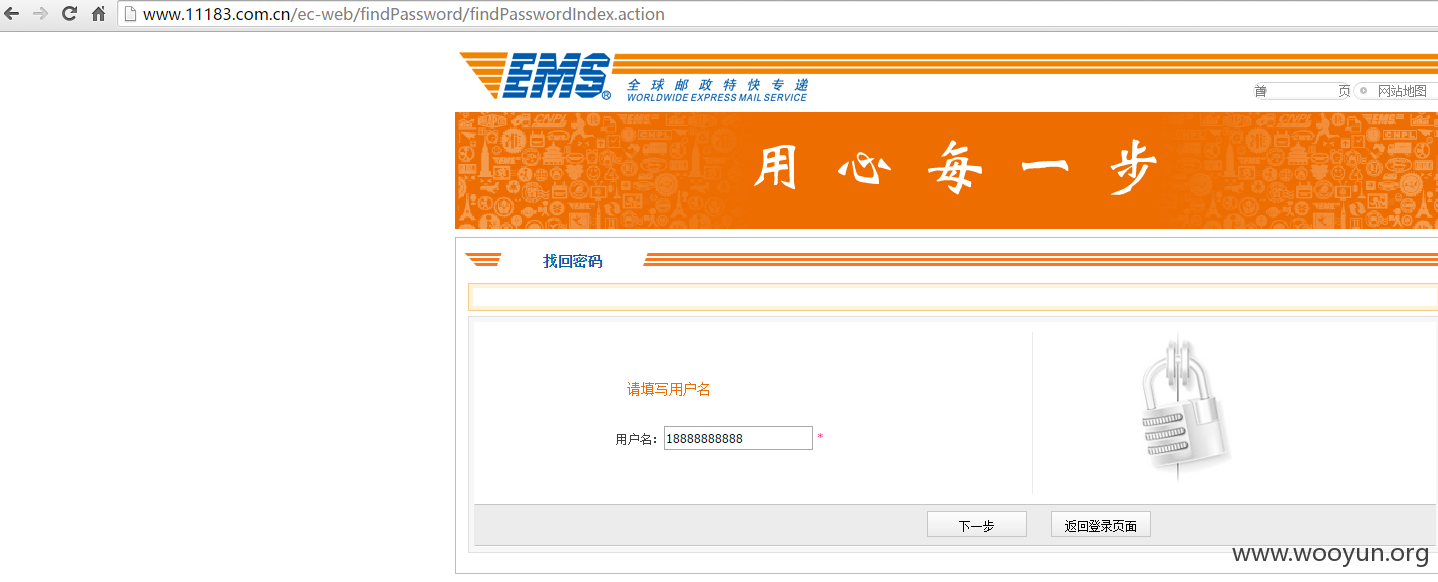 www.11183.com.cn/ec-web/findPassword/findPasswordIndex.action
EMS®
全球邮政特快专递
WORLDWIDE EXPRESS MAIL SERVICE
首 页 网站地图
用心每一步
找回密码
请填写用户名
用户名: 18888888888 *
下一步 返回登录页面
www.wooyun.org